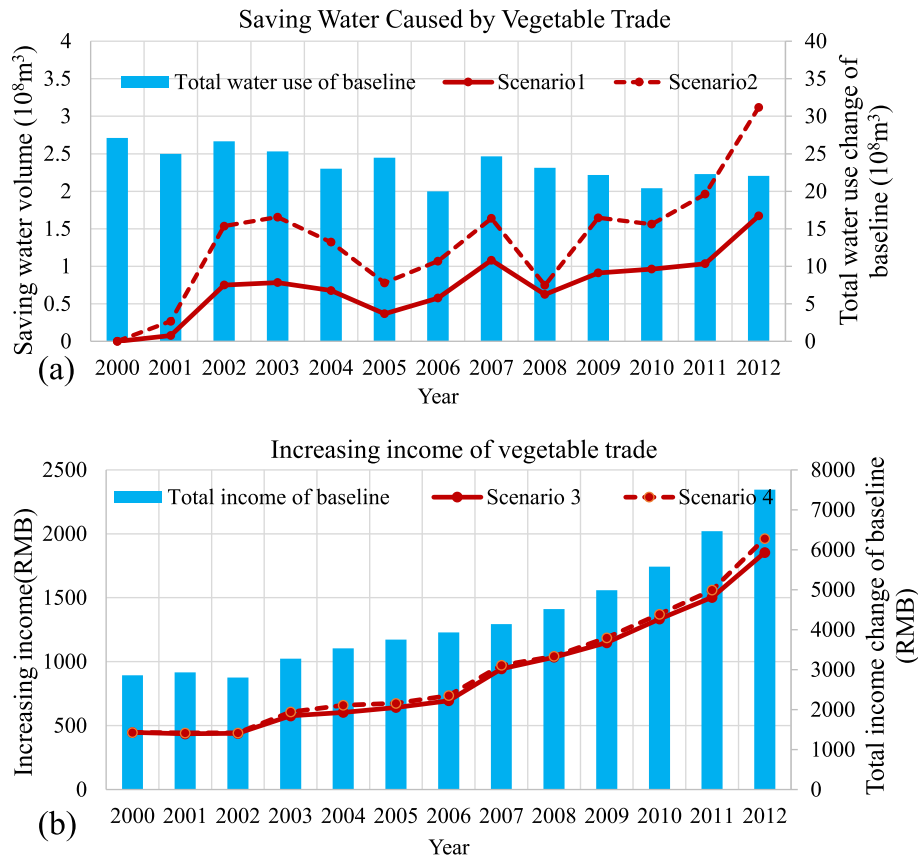 Saving Water Caused by Vegetable Trade
Saving water volume (10⁸m³)
4
3.5
3
2.5
2
1.5
1
0.5
0
Total water use of baseline
Scenario1
Scenario2
40
35
30
25
20
15
10
5
0
Total water use change of
baseline (10⁸m³)
2000 2001 2002 2003 2004 2005 2006 2007 2008 2009 2010 2011 2012
(a)
Year
Increasing income of vegetable trade
Increasing income(RMB)
2500
2000
1500
1000
500
0
Total income of baseline
Scenario 3
Scenario 4
8000
7000
6000
5000
4000
3000
2000
1000
0
Total income change of baseline
(RMB)
2000 2001 2002 2003 2004 2005 2006 2007 2008 2009 2010 2011 2012
(b)
Year